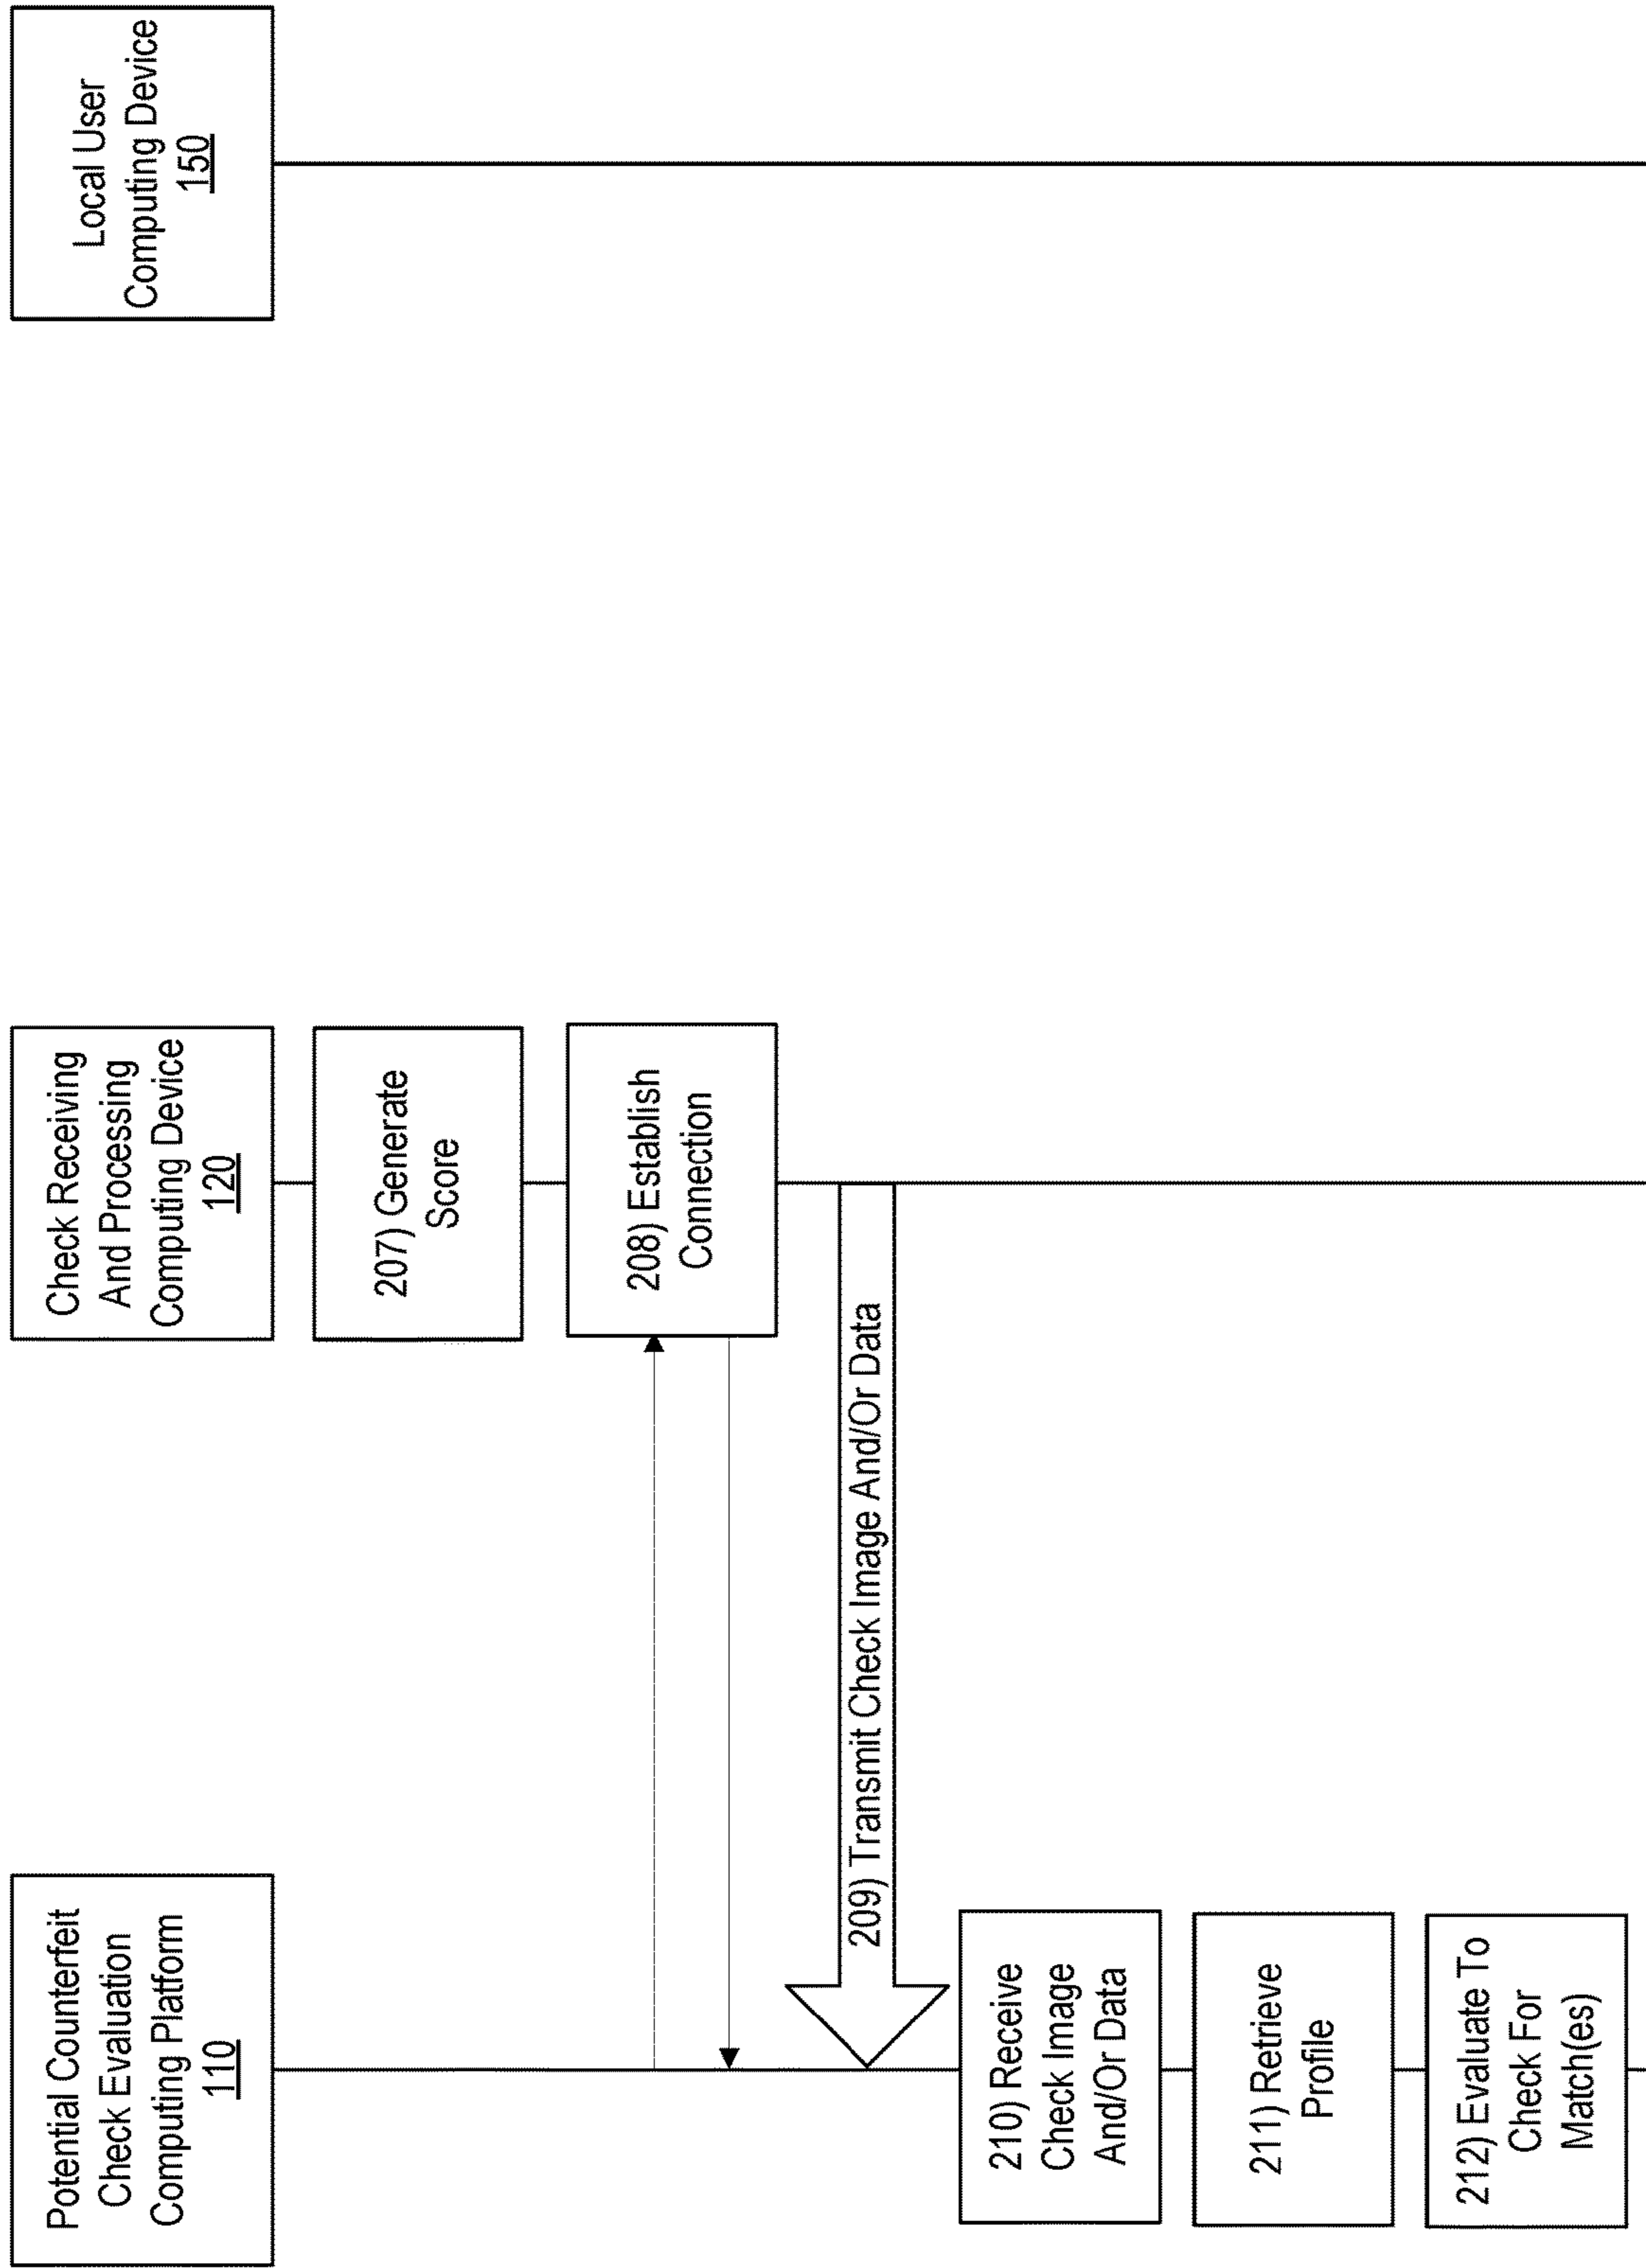 Potential Counterfeit
Check Evaluation
Computing Platform
110
Check Receiving
And Processing
Computing Device
120
Local User
Computing Device
150
207) Generate
Score
208) Establish
Connection
209) Transmit Check Image And/Or Data
210) Receive
Check Image
And/Or Data
211) Retrieve
Profile
212) Evaluate To
Check For
Match(es)